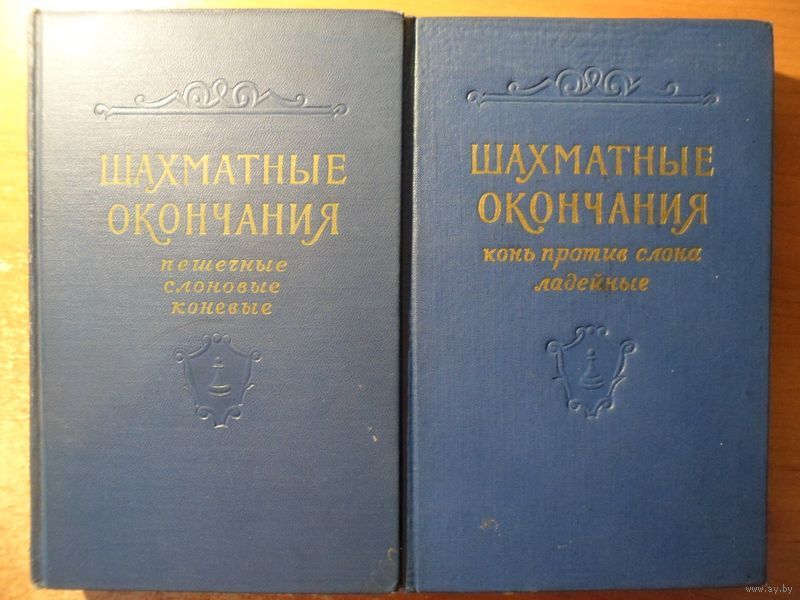 ШАХМАТНЫЕ
ОКОНЧАНИЯ
пешечные
слоновые
коневые
ШАХМАТНЫЕ
ОКОНЧАНИЯ
конь против слона
ладейные
www.ay.by